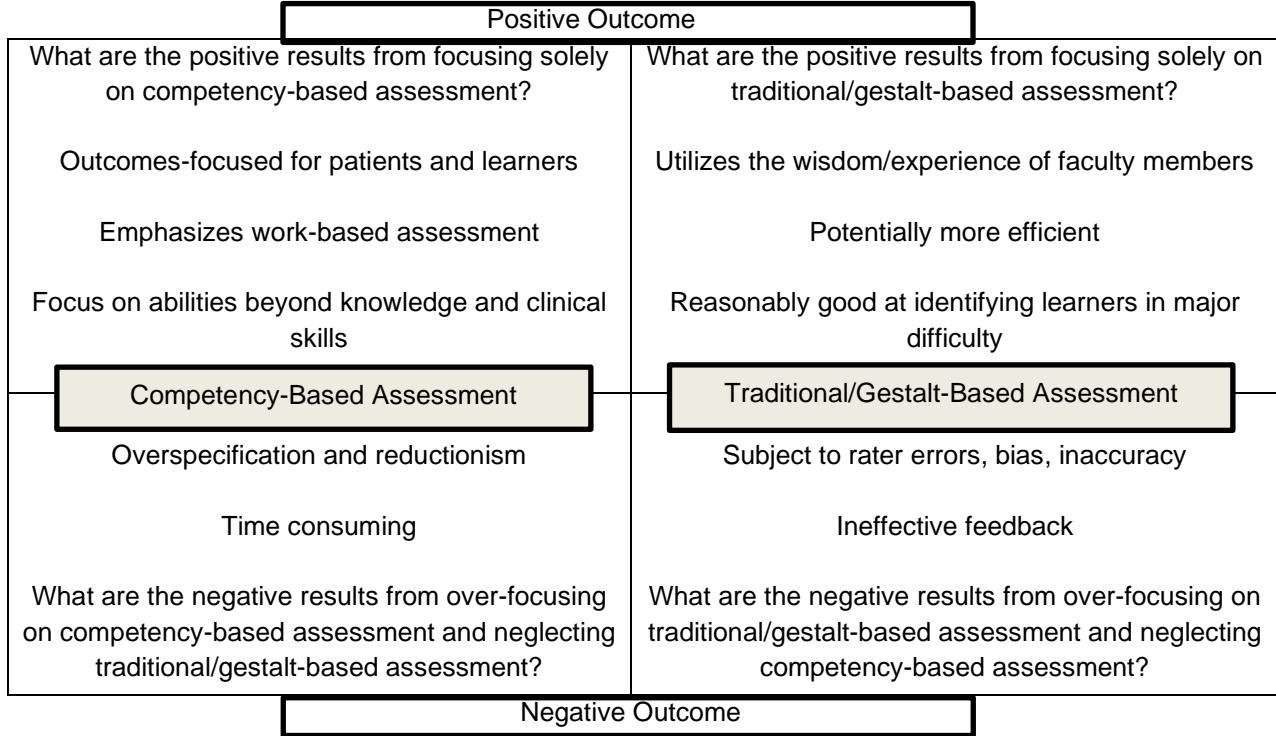 Positive Outcome
What are the positive results from focusing solely
on competency-based assessment?
Outcomes-focused for patients and learners
Emphasizes work-based assessment
Focus on abilities beyond knowledge and clinical
skills
What are the positive results from focusing solely on
traditional/gestalt-based assessment?
Utilizes the wisdom/experience of faculty members
Potentially more efficient
Reasonably good at identifying learners in major
difficulty
Competency-Based Assessment
Traditional/Gestalt-Based Assessment
Overspecification and reductionism
Time consuming
What are the negative results from over-focusing
on competency-based assessment and neglecting
traditional/gestalt-based assessment?
Subject to rater errors, bias, inaccuracy
Ineffective feedback
What are the negative results from over-focusing on
traditional/gestalt-based assessment and neglecting
competency-based assessment?
Negative Outcome